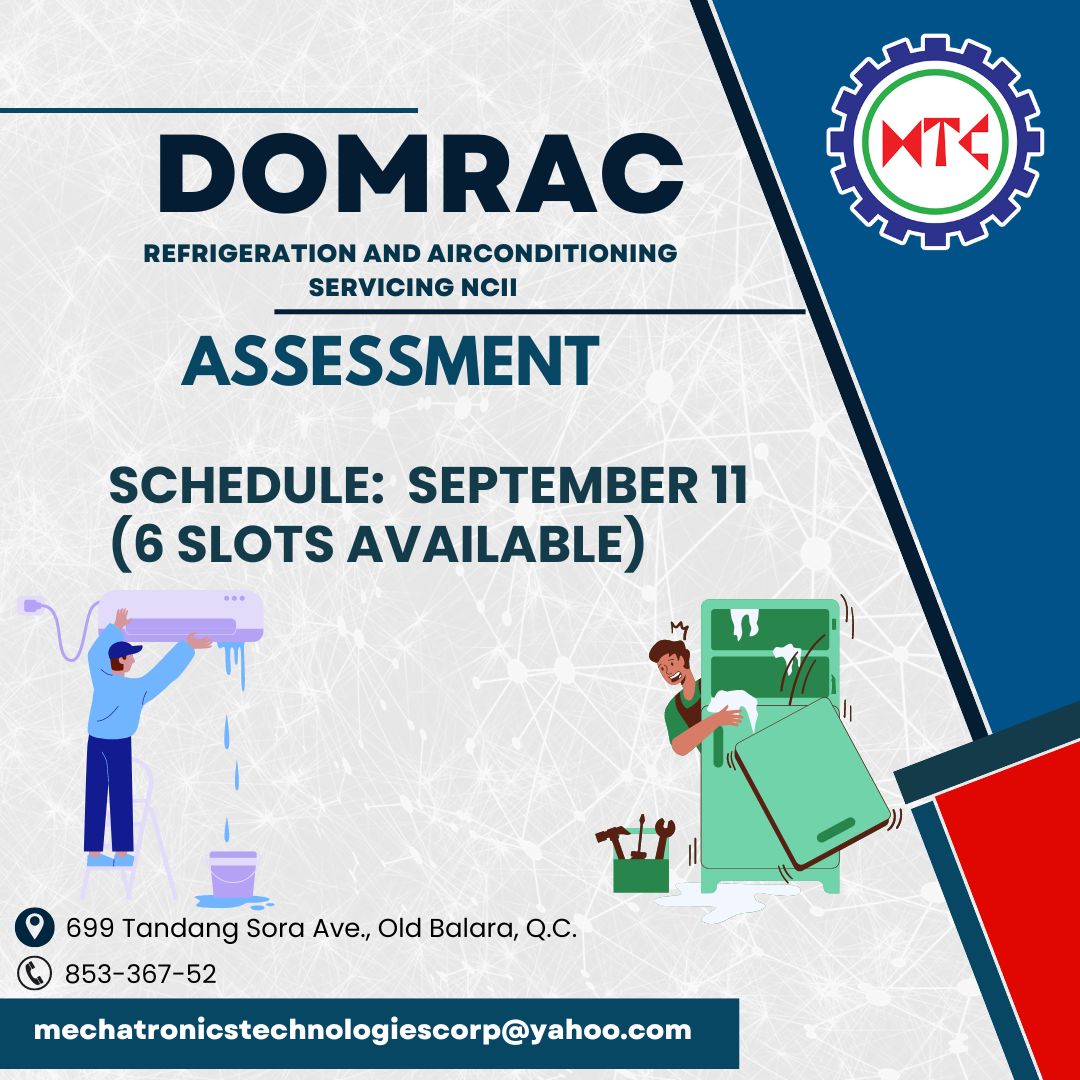 MTC
DOMRAC
REFRIGERATION AND AIRCONDITIONING
SERVICING NCII
ASSESSMENT
SCHEDULE: SEPTEMBER 11
(6 SLOTS AVAILABLE)
699 Tandang Sora Ave., Old Balara, Q.C.
853-367-52
mechatronicstechnologiescorp@yahoo.com